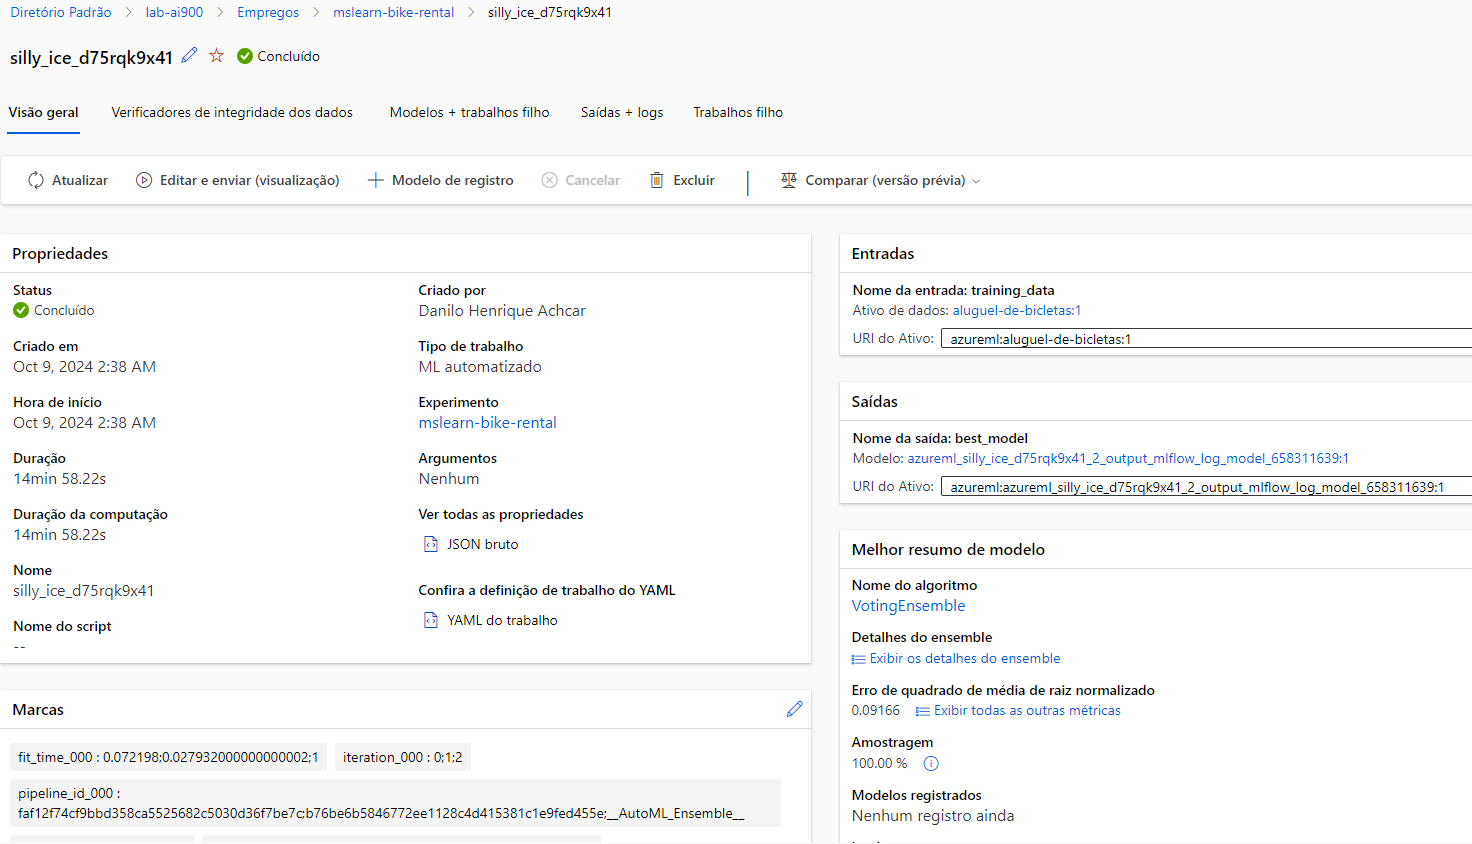 Diretório Padrão > lab-ai900 > Empregos > mslearn-bike-rental > silly_ice_d75rqk9x41
silly_ice_d75rqk9x41 Concluído
Visão geral Verificadores de integridade dos dados Modelos + trabalhos filho Saídas + logs Trabalhos filho
Atualizar Editar e enviar (visualização) Modelo de registro Cancelar Excluir Comparar (versão prévia)
Propriedades
Status
Concluído
Criado em
Oct 9, 2024 2:38 AM
Hora de início
Oct 9, 2024 2:38 AM
Duração
14min 58.22s
Duração da computação
14min 58.22s
Nome
silly_ice_d75rqk9x41
Nome do script
--
Criado por
Danilo Henrique Achcar
Tipo de trabalho
ML automatizado
Experimento
mslearn-bike-rental
Argumentos
Nenhum
Ver todas as propriedades
JSON bruto
Confira a definição de trabalho do YAML
YAML do trabalho
Marcas
fit_time_000 : 0.072198;0.027932000000000002;1 iteration_000 : 0;1;2
pipeline_id_000 :
faf12f74cf9bbd358ca5525682c5030d36f7be7c;b76be6b5846772ee1128c4d415381c1e9fed455e;__AutoML_Ensemble__
Entradas
Nome da entrada: training_data
Ativo de dados: aluguel-de-bicletas:1
URI do Ativo: azureml:aluguel-de-bicletas:1
Saídas
Nome da saída: best_model
Modelo: azureml_silly_ice_d75rqk9x41_2_output_mlflow_log_model_658311639:1
URI do Ativo: azureml:azureml_silly_ice_d75rqk9x41_2_output_mlflow_log_model_658311639:1
Melhor resumo de modelo
Nome do algoritmo
VotingEnsemble
Detalhes do ensemble
Exibir os detalhes do ensemble
Erro de quadrado de média de raiz normalizado
0.09166 Exibir todas as outras métricas
Amostragem
100.00 %
Modelos registrados
Nenhum registro ainda